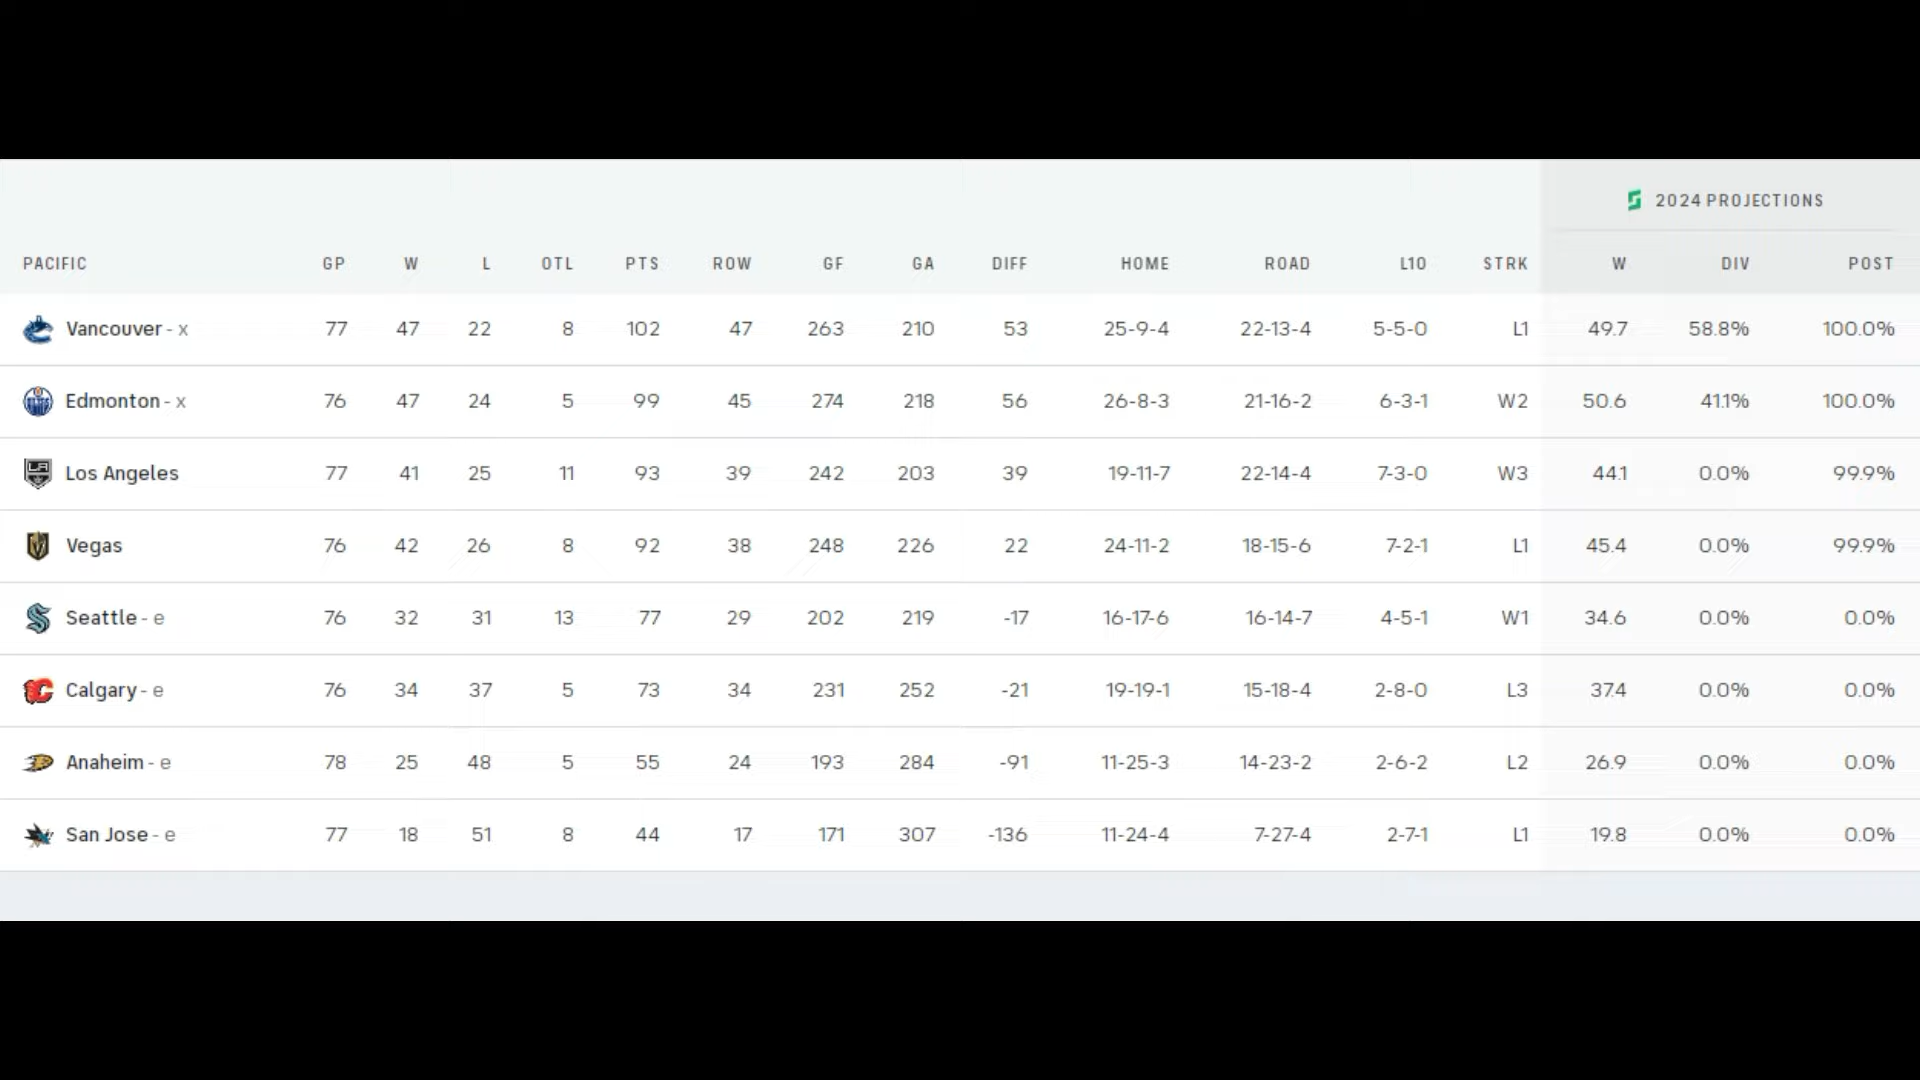 2024 PROJECTIONS
PACIFIC GP W L OTL PTS ROW GF GA DIFF HOME ROAD L10 STRK W DIV POST
Vancouver - x 77 47 22 8 102 47 263 210 53 25-9-4 22-13-4 5-5-0 L1 49.7 58.8% 100.0%
Edmonton - x 76 47 24 5 99 45 274 218 56 26-8-3 21-16-2 6-3-1 W2 50.6 41.1% 100.0%
Los Angeles 77 41 25 11 93 39 242 203 39 19-11-7 22-14-4 7-3-0 W3 44.1 0.0% 99.9%
Vegas 76 42 26 8 92 38 248 226 22 24-11-2 18-15-6 7-2-1 L1 45.4 0.0% 99.9%
Seattle - e 76 32 31 13 77 29 202 219 -17 16-17-6 16-14-7 4-5-1 W1 34.6 0.0% 0.0%
Calgary - e 76 34 37 5 73 34 231 252 -21 19-19-1 15-18-4 2-8-0 L3 37.4 0.0% 0.0%
Anaheim - e 78 25 48 5 55 24 193 284 -91 11-25-3 14-23-2 2-6-2 L2 26.9 0.0% 0.0%
San Jose - e 77 18 51 8 44 17 171 307 -136 11-24-4 7-27-4 2-7-1 L1 19.8 0.0% 0.0%